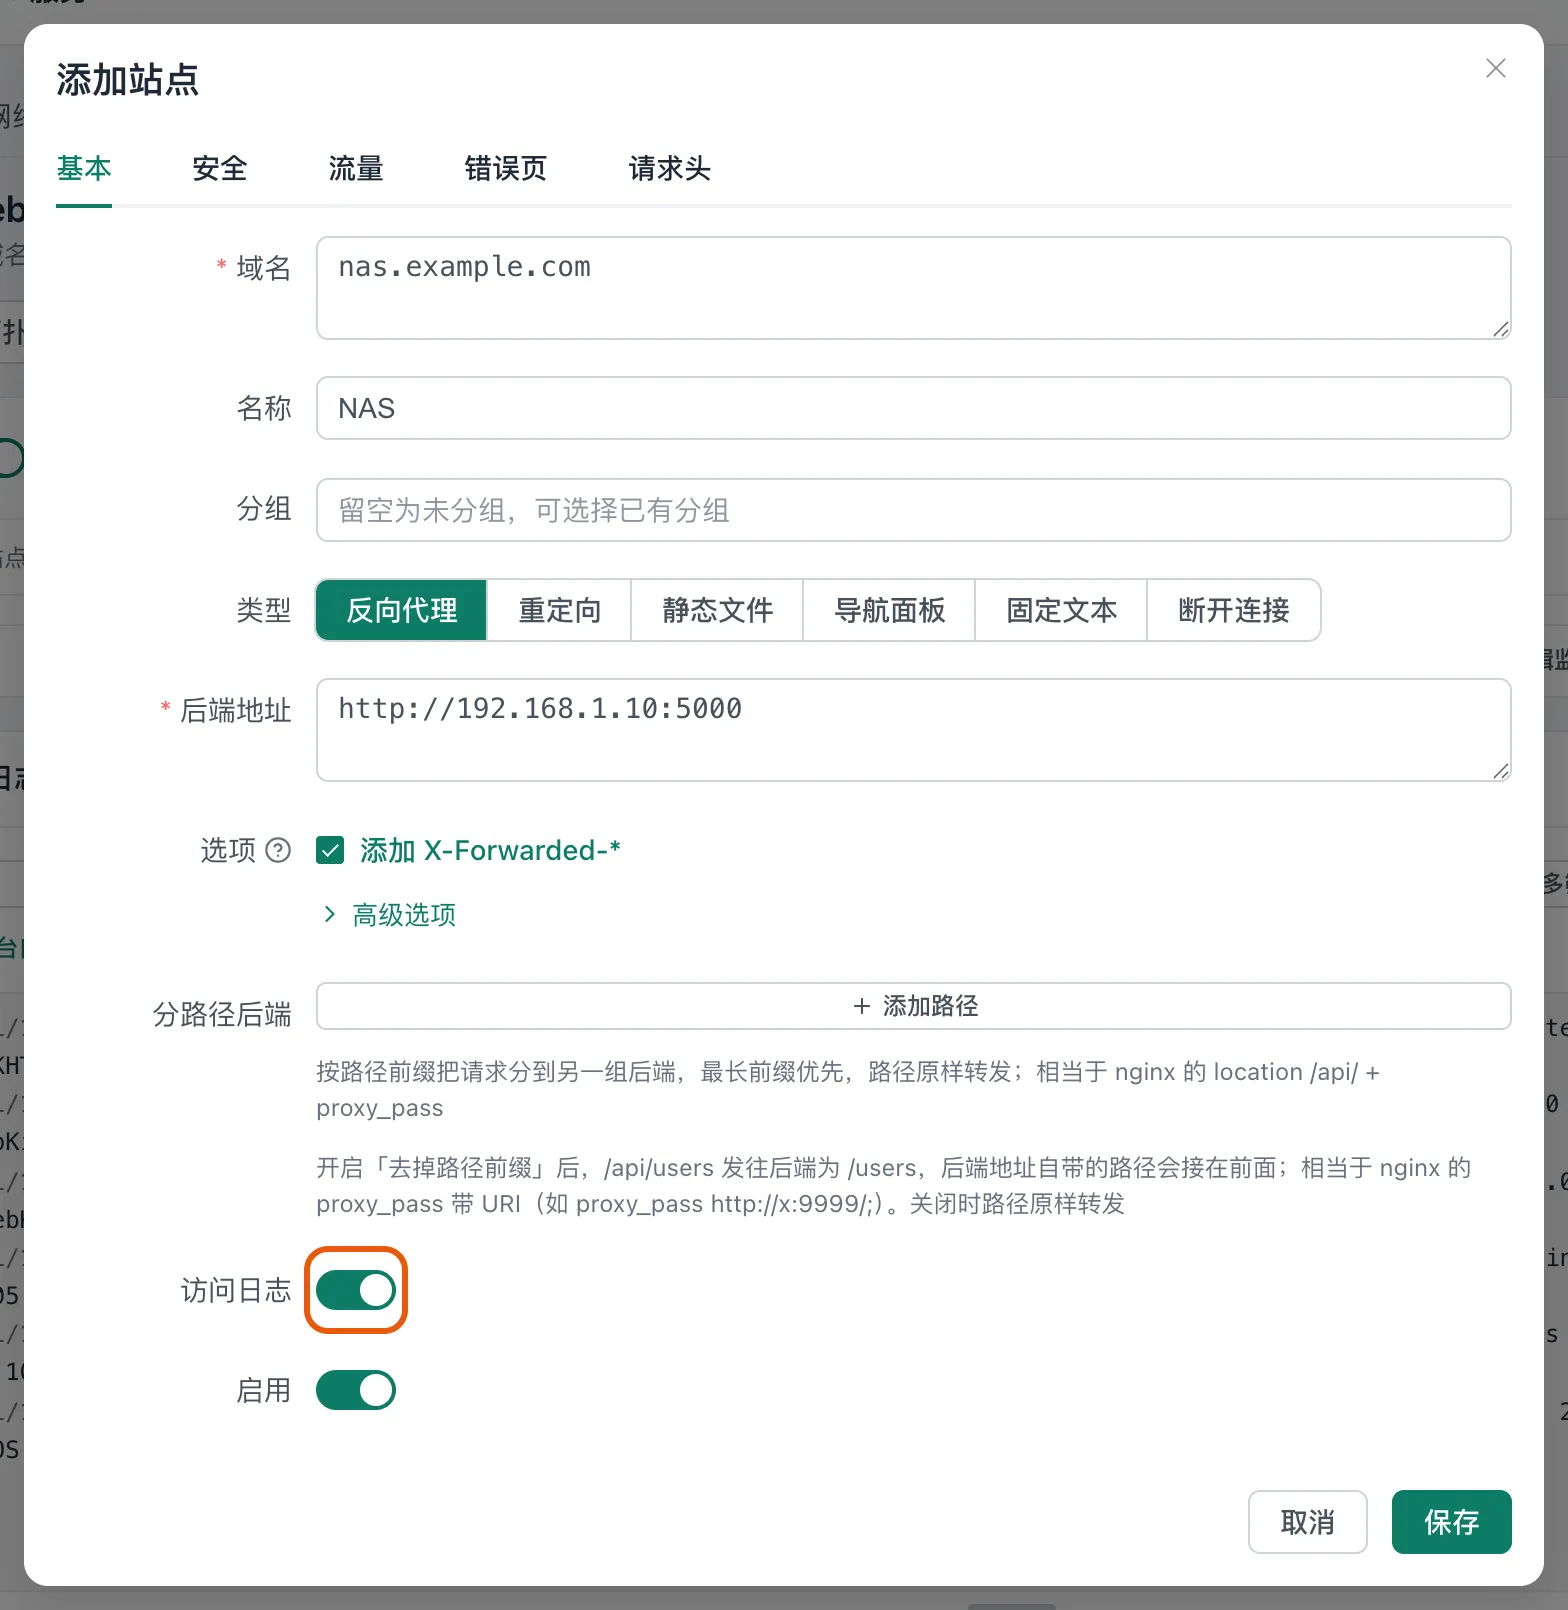 添加站点
基本 安全 流量 错误页 请求头
* 域名 nas.example.com
名称 NAS
分组 留空为未分组，可选择已有分组
类型 反向代理 重定向 静态文件 导航面板 固定文本 断开连接
* 后端地址 http://192.168.1.10:5000
选项 ? 添加 X-Forwarded-*
> 高级选项
分路径后端 + 添加路径
按路径前缀把请求分到另一组后端，最长前缀优先，路径原样转发；相当于 nginx 的 location /api/ +
proxy_pass
开启「去掉路径前缀」后，/api/users 发往后端为 /users，后端地址自带的路径会接在前面；相当于 nginx 的
proxy_pass 带 URI（如 proxy_pass http://x:9999/;）。关闭时路径原样转发
访问日志
启用
取消 保存